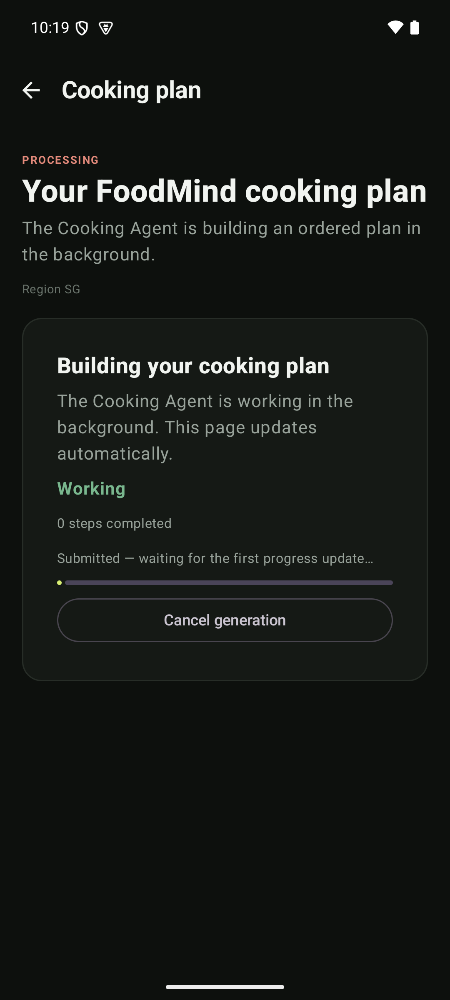 10:19
Cooking plan
PROCESSING
Your FoodMind cooking plan
The Cooking Agent is building an ordered plan in
the background.
Region SG
Building your cooking plan
The Cooking Agent is working in the
background. This page updates
automatically.
Working
0 steps completed
Submitted — waiting for the first progress update…
Cancel generation